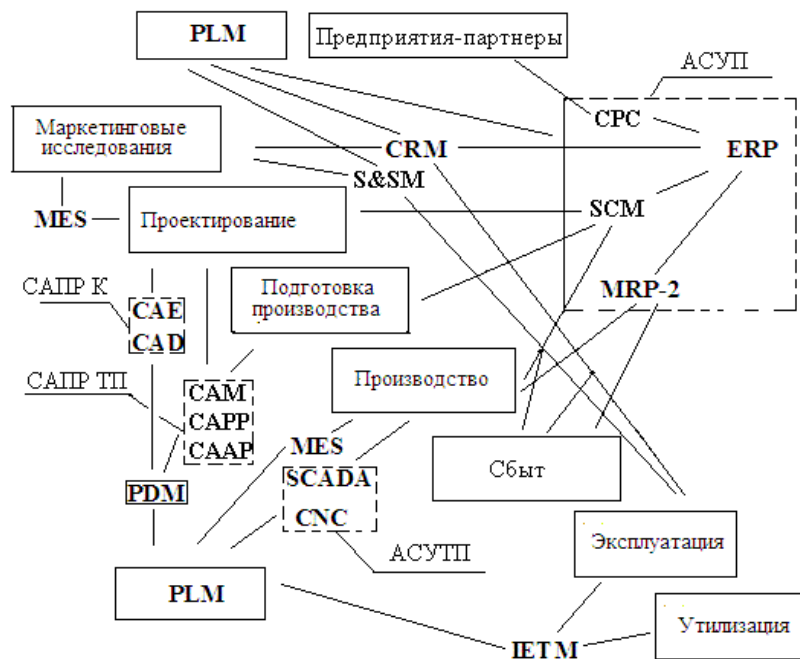 PLM
Предприятия-партнеры
АСУП
СРС
Маркетинговые
исследования
CRM
ERP
S&SM
MES
Проектирование
SCM
САПР К
CAE
CAD
Подготовка
производства
MRP-2
САПР ТП
CAM
CAPP
CAAP
Производство
MES
SCADA
CNC
Сбыт
PDM
АСУТП
Эксплуатация
PLM
IETM
Утилизация